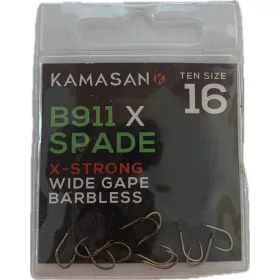 KAMASAN K
TEN SIZE
16
B911 X
SPADE
X-STRONG
WIDE GAPE
BARBLESS